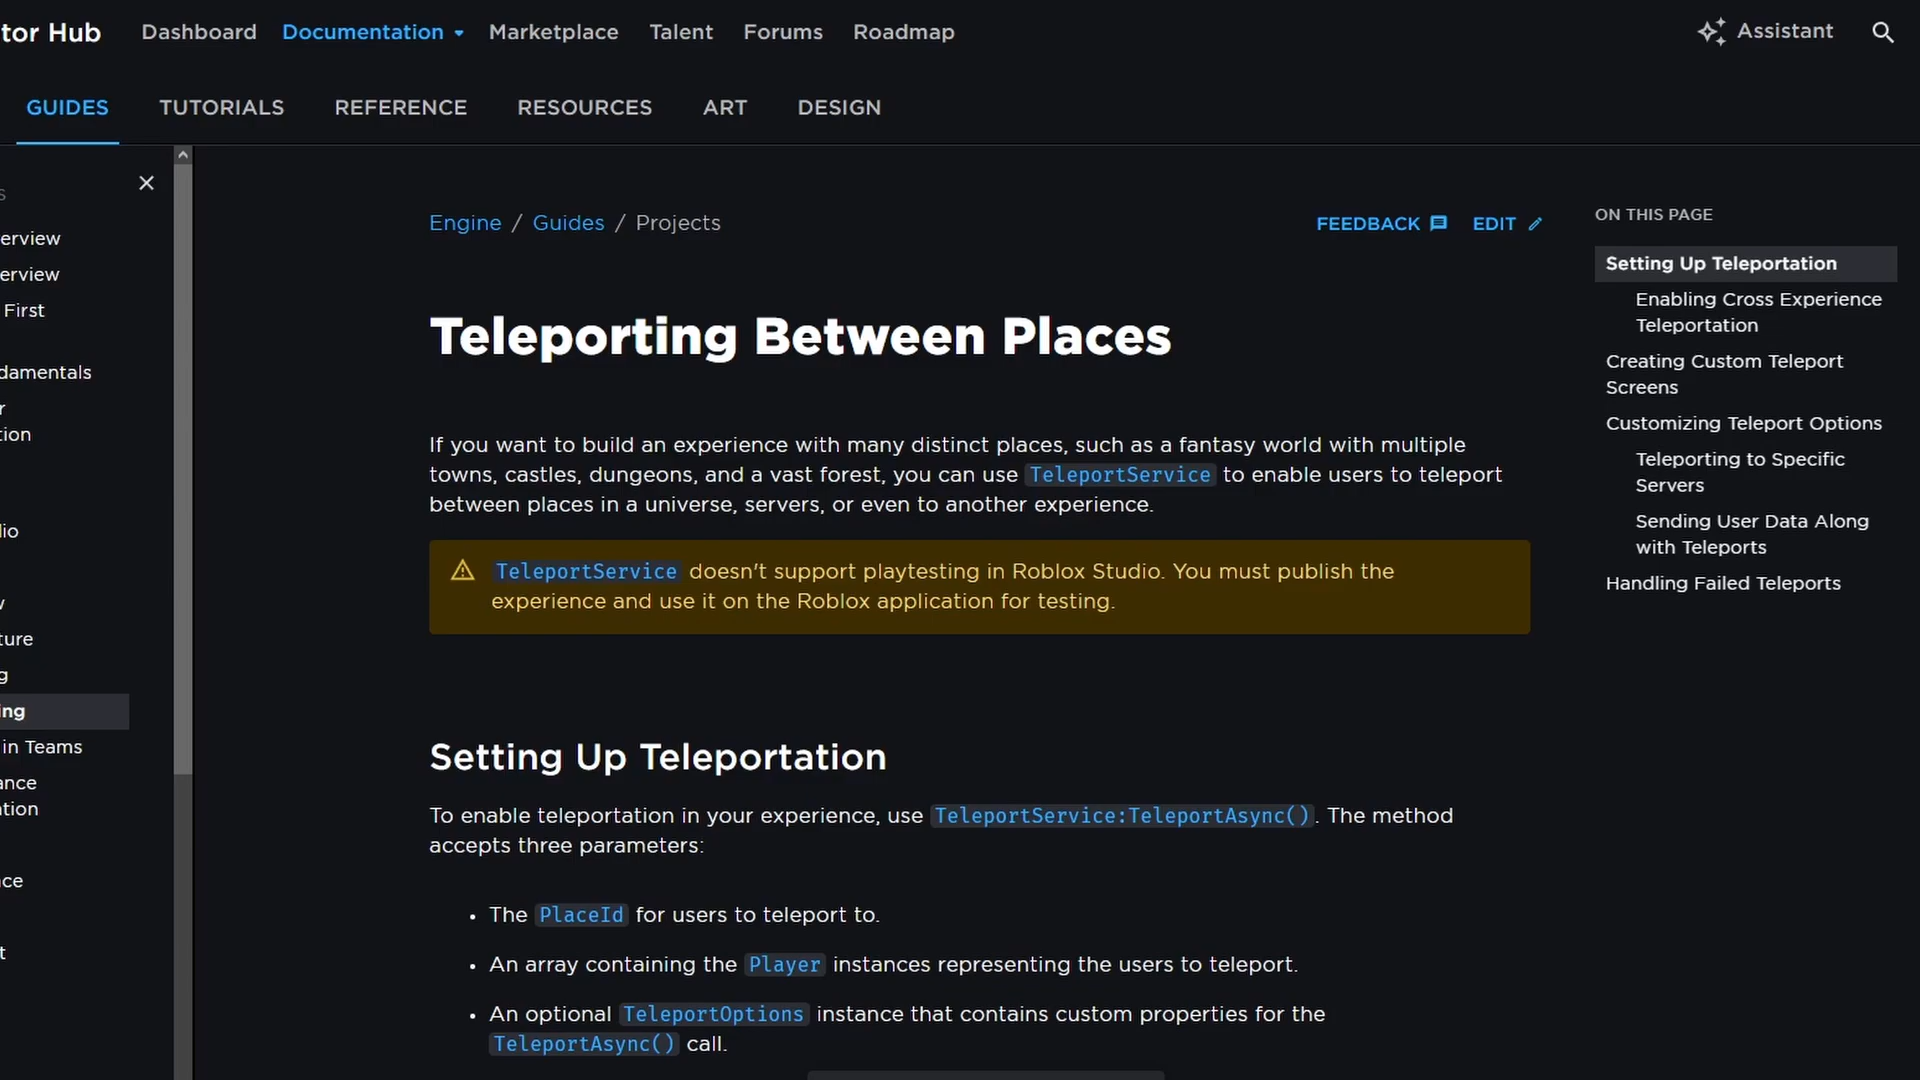 tor Hub Dashboard Documentation Marketplace Talent Forums Roadmap Assistant
GUIDES TUTORIALS REFERENCE RESOURCES ART DESIGN
s
erview
erview
First
damentals
r
tion
io
w
ture
g
ing
in Teams
ance
ation
ce
t
Engine / Guides / Projects
FEEDBACK EDIT
Teleporting Between Places
If you want to build an experience with many distinct places, such as a fantasy world with multiple
towns, castles, dungeons, and a vast forest, you can use TeleportService to enable users to teleport
between places in a universe, servers, or even to another experience.
TeleportService doesn't support playtesting in Roblox Studio. You must publish the
experience and use it on the Roblox application for testing.
Setting Up Teleportation
To enable teleportation in your experience, use TeleportService:TeleportAsync(). The method
accepts three parameters:
• The PlaceId for users to teleport to.
• An array containing the Player instances representing the users to teleport.
• An optional TeleportOptions instance that contains custom properties for the
TeleportAsync() call.
ON THIS PAGE
Setting Up Teleportation
Enabling Cross Experience
Teleportation
Creating Custom Teleport
Screens
Customizing Teleport Options
Teleporting to Specific
Servers
Sending User Data Along
with Teleports
Handling Failed Teleports